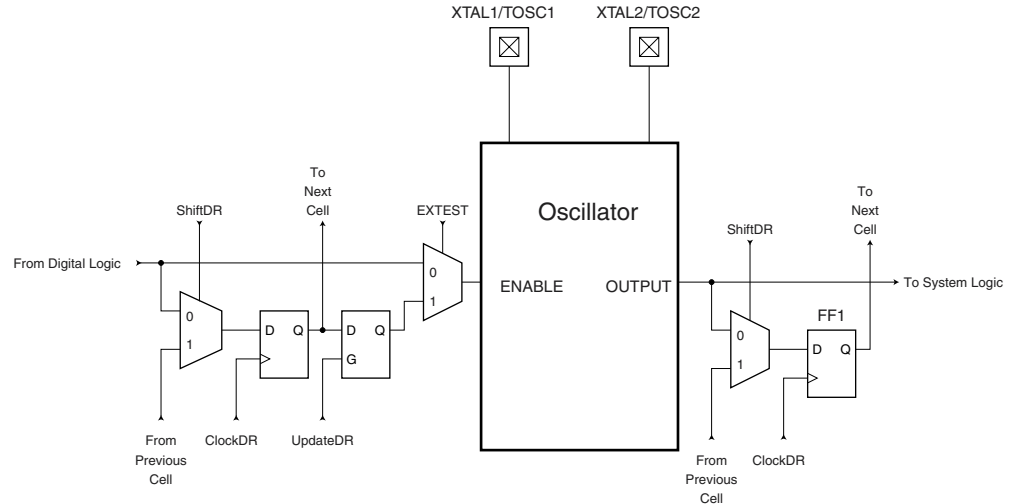 XTAL1/TOSC1
XTAL2/TOSC2
To
Next
Cell
ShiftDR
EXTEST
From Digital Logic
0
1
D
Q
D
Q
G
0
1
From
Previous
Cell
ClockDR
UpdateDR
Oscillator
ENABLE
OUTPUT
To
Next
Cell
ShiftDR
To System Logic
FF1
0
1
D
Q
From
Previous
Cell
ClockDR